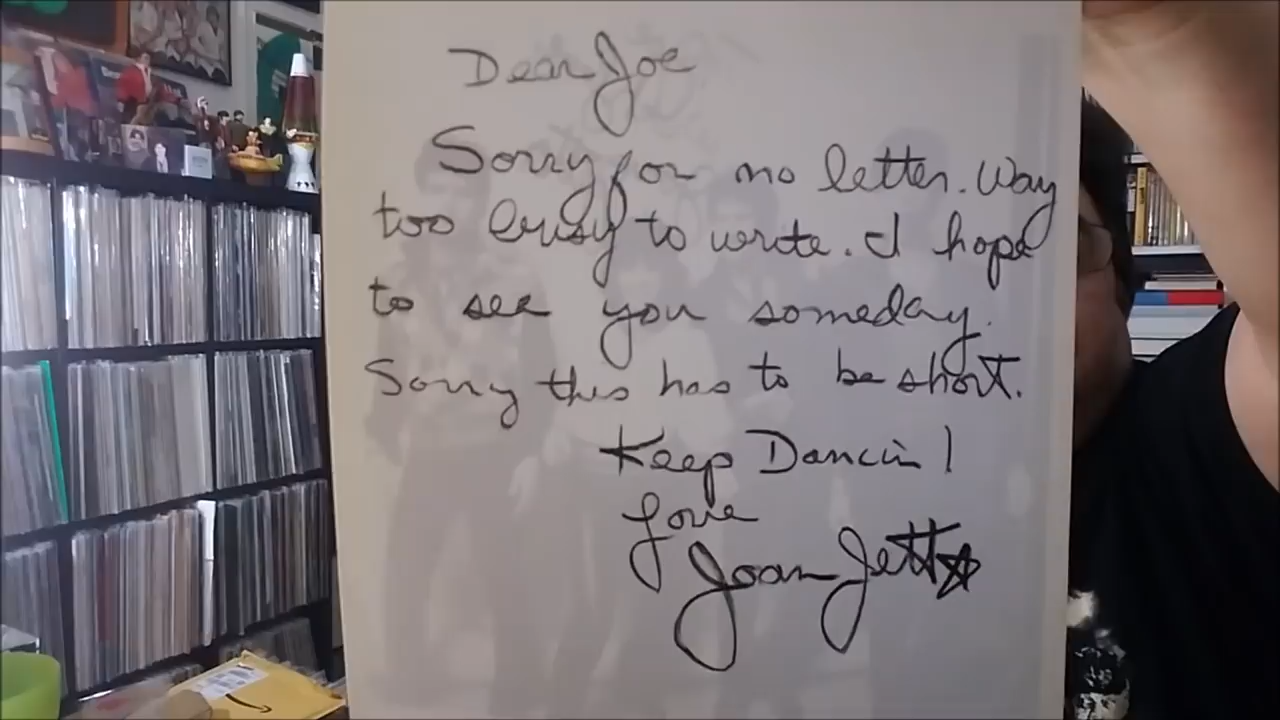 Dear Joe
Sorry for no letter. Way
too busy to write. I hope
to see you someday.
Sorry this has to be short.
Keep Dancin!
Love
Joan Jett